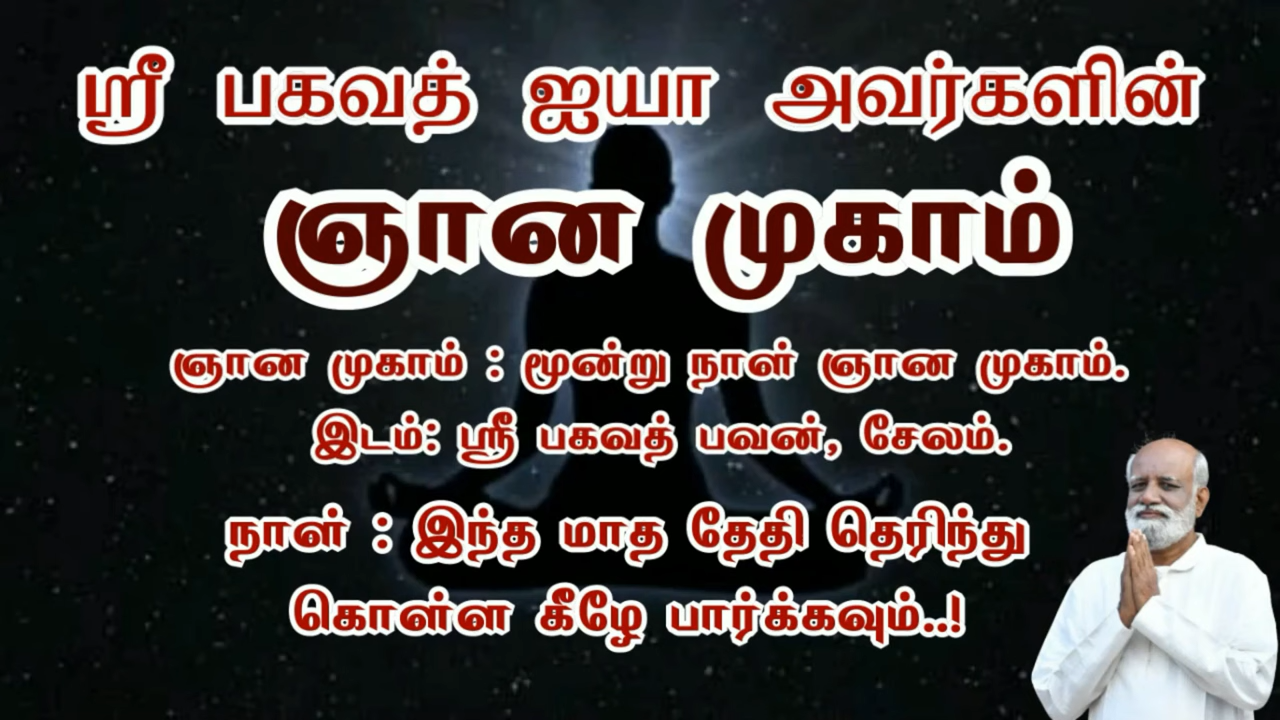 ஸ்ரீ பகவத் ஐயா அவர்களின்
ஞான முகாம்
ஞான முகாம் : மூன்று நாள் ஞான முகாம்.
இடம்: ஸ்ரீ பகவத் பவன், சேலம்.
நாள் : இந்த மாத தேதி தெரிந்து
கொள்ள கீழே பார்க்கவும்..!